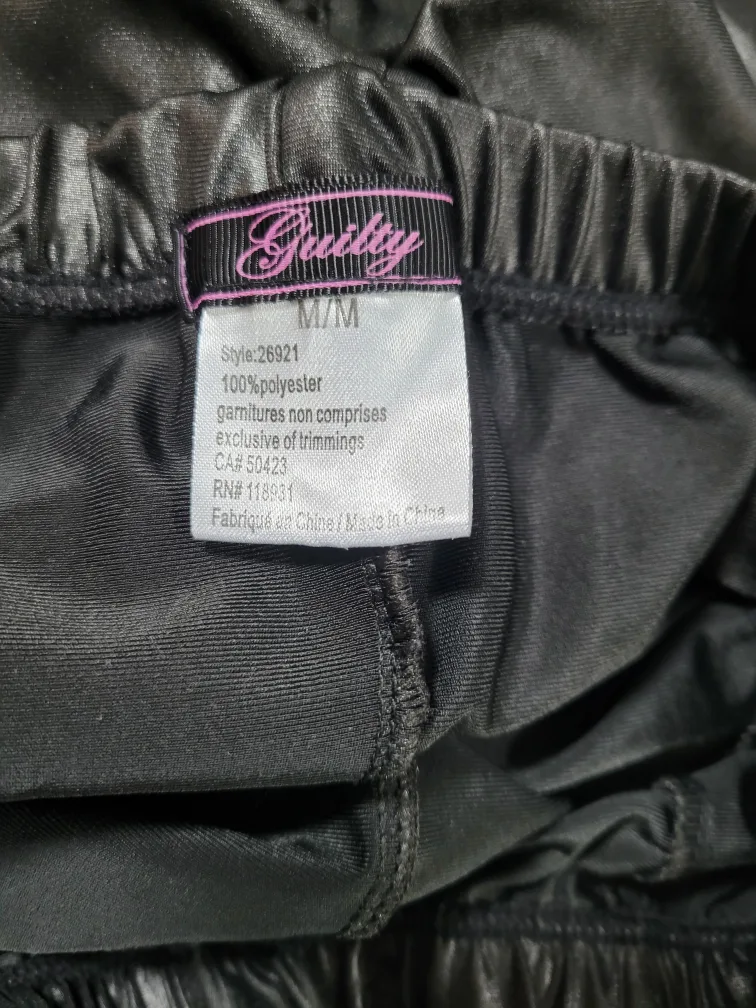 Guilty
M/M
Style:26921
100%polyester
garnitures non comprises
exclusive of trimmings
CA# 50423
RN# 118931
Fabriqué en Chine / Made in China